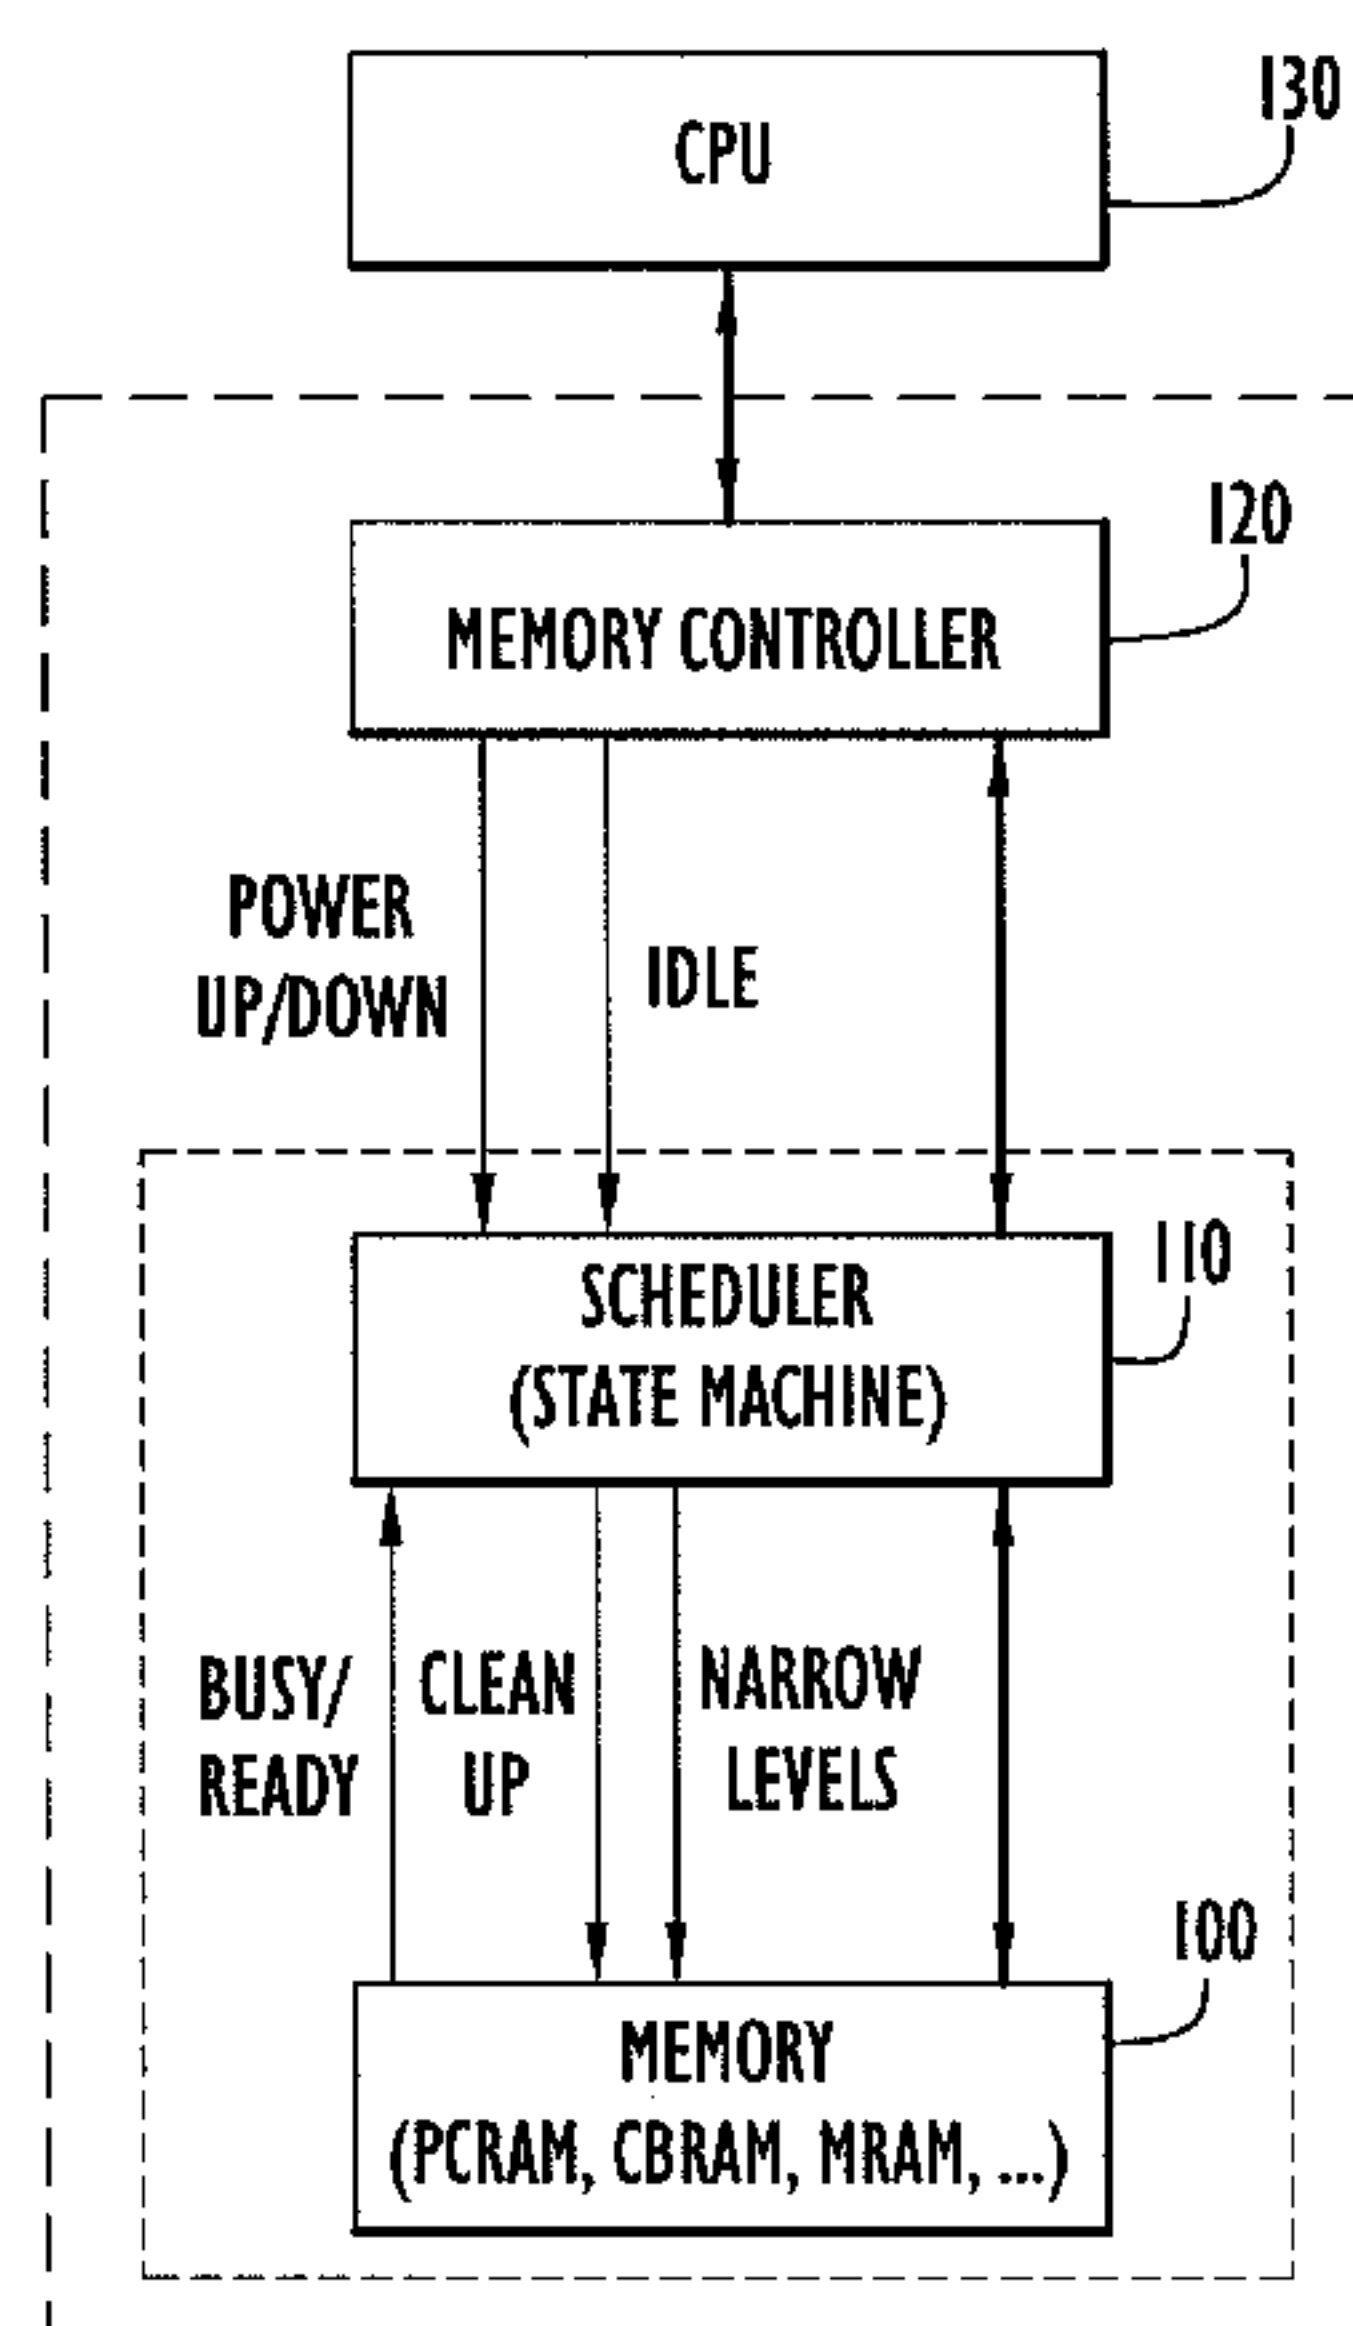 CPU
130
120
MEMORY CONTROLLER
POWER
UP/DOWN
IDLE
110
SCHEDULER
(STATE MACHINE)
BUSY/
READY
CLEAN
UP
NARROW
LEVELS
100
MEMORY
(PCRAM, CBRAM, MRAM, ...)